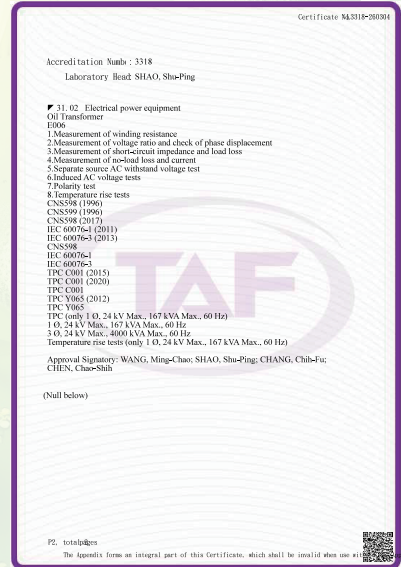 Certificate No.L3318-260304
Accreditation Numb : 3318
Laboratory Head: SHAO, Shu-Ping
◤ 31. 02 Electrical power equipment
Oil Transformer
E006
1.Measurement of winding resistance
2.Measurement of voltage ratio and check of phase displacement
3.Measurement of short-circuit impedance and load loss
4.Measurement of no-load loss and current
5.Separate source AC withstand voltage test
6.Induced AC voltage tests
7.Polarity test
8.Temperature rise tests
CNS598 (1996)
CNS599 (1996)
CNS598 (2017)
IEC 60076-1 (2011)
IEC 60076-3 (2013)
CNS598
IEC 60076-1
IEC 60076-3
TPC C001 (2015)
TPC C001 (2020)
TPC C001
TPC Y065 (2012)
TPC Y065
TPC (only 1 Ø, 24 kV Max., 167 kVA Max., 60 Hz)
1 Ø, 24 kV Max., 167 kVA Max., 60 Hz
3 Ø, 24 kV Max., 4000 kVA Max., 60 Hz
Temperature rise tests (only 1 Ø, 24 kV Max., 167 kVA Max., 60 Hz)
Approval Signatory: WANG, Ming-Chao; SHAO, Shu-Ping; CHANG, Chih-Fu;
CHEN, Chao-Shih
(Null below)
TAF
P2, total pages
The Appendix forms an integral part of this Certificate, which shall be invalid when use